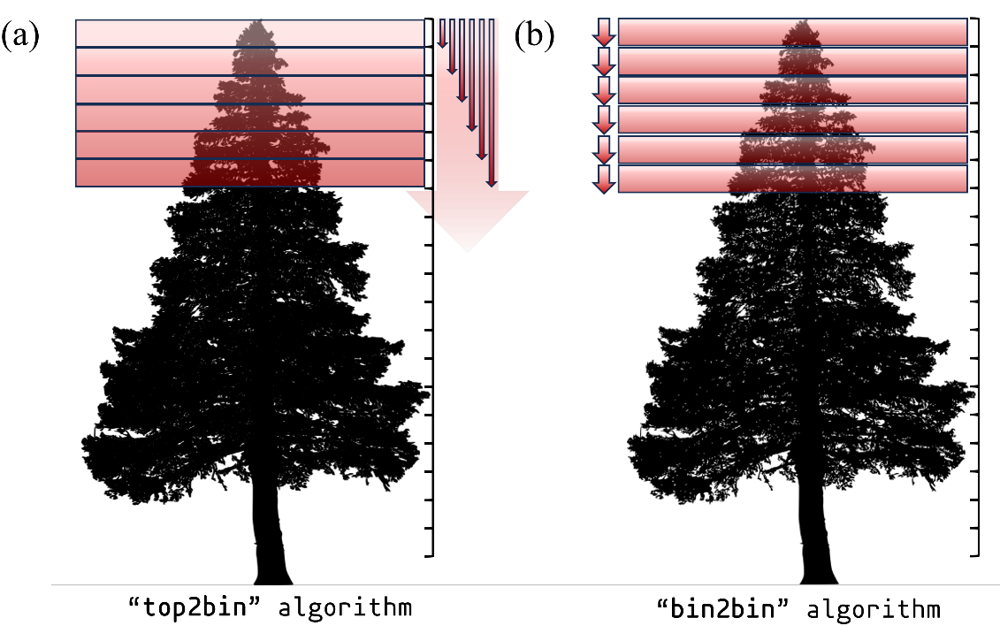 (a)
(b)
“top2bin” algorithm
“bin2bin” algorithm